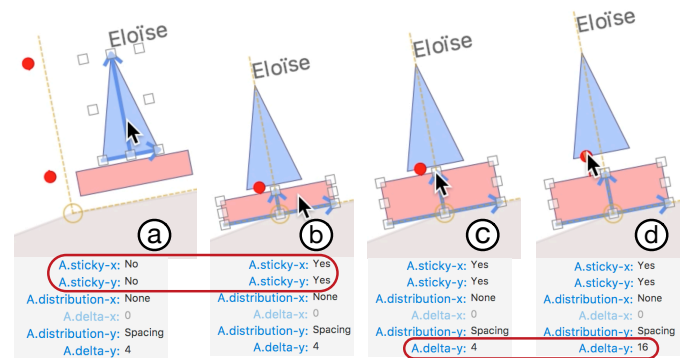 Eloïse
Eloïse
Eloïse
Eloïse
a
b
c
d
A.sticky-x: No
A.sticky-y: No
A.distribution-x: None
A.delta-x: 0
A.distribution-y: Spacing
A.delta-y: 4
A.sticky-x: Yes
A.sticky-y: Yes
A.distribution-x: None
A.delta-x: 0
A.distribution-y: Spacing
A.delta-y: 4
A.sticky-x: Yes
A.sticky-y: Yes
A.distribution-x: None
A.delta-x: 0
A.distribution-y: Spacing
A.delta-y: 4
A.sticky-x: Yes
A.sticky-y: Yes
A.distribution-x: None
A.delta-x: 0
A.distribution-y: Spacing
A.delta-y: 16